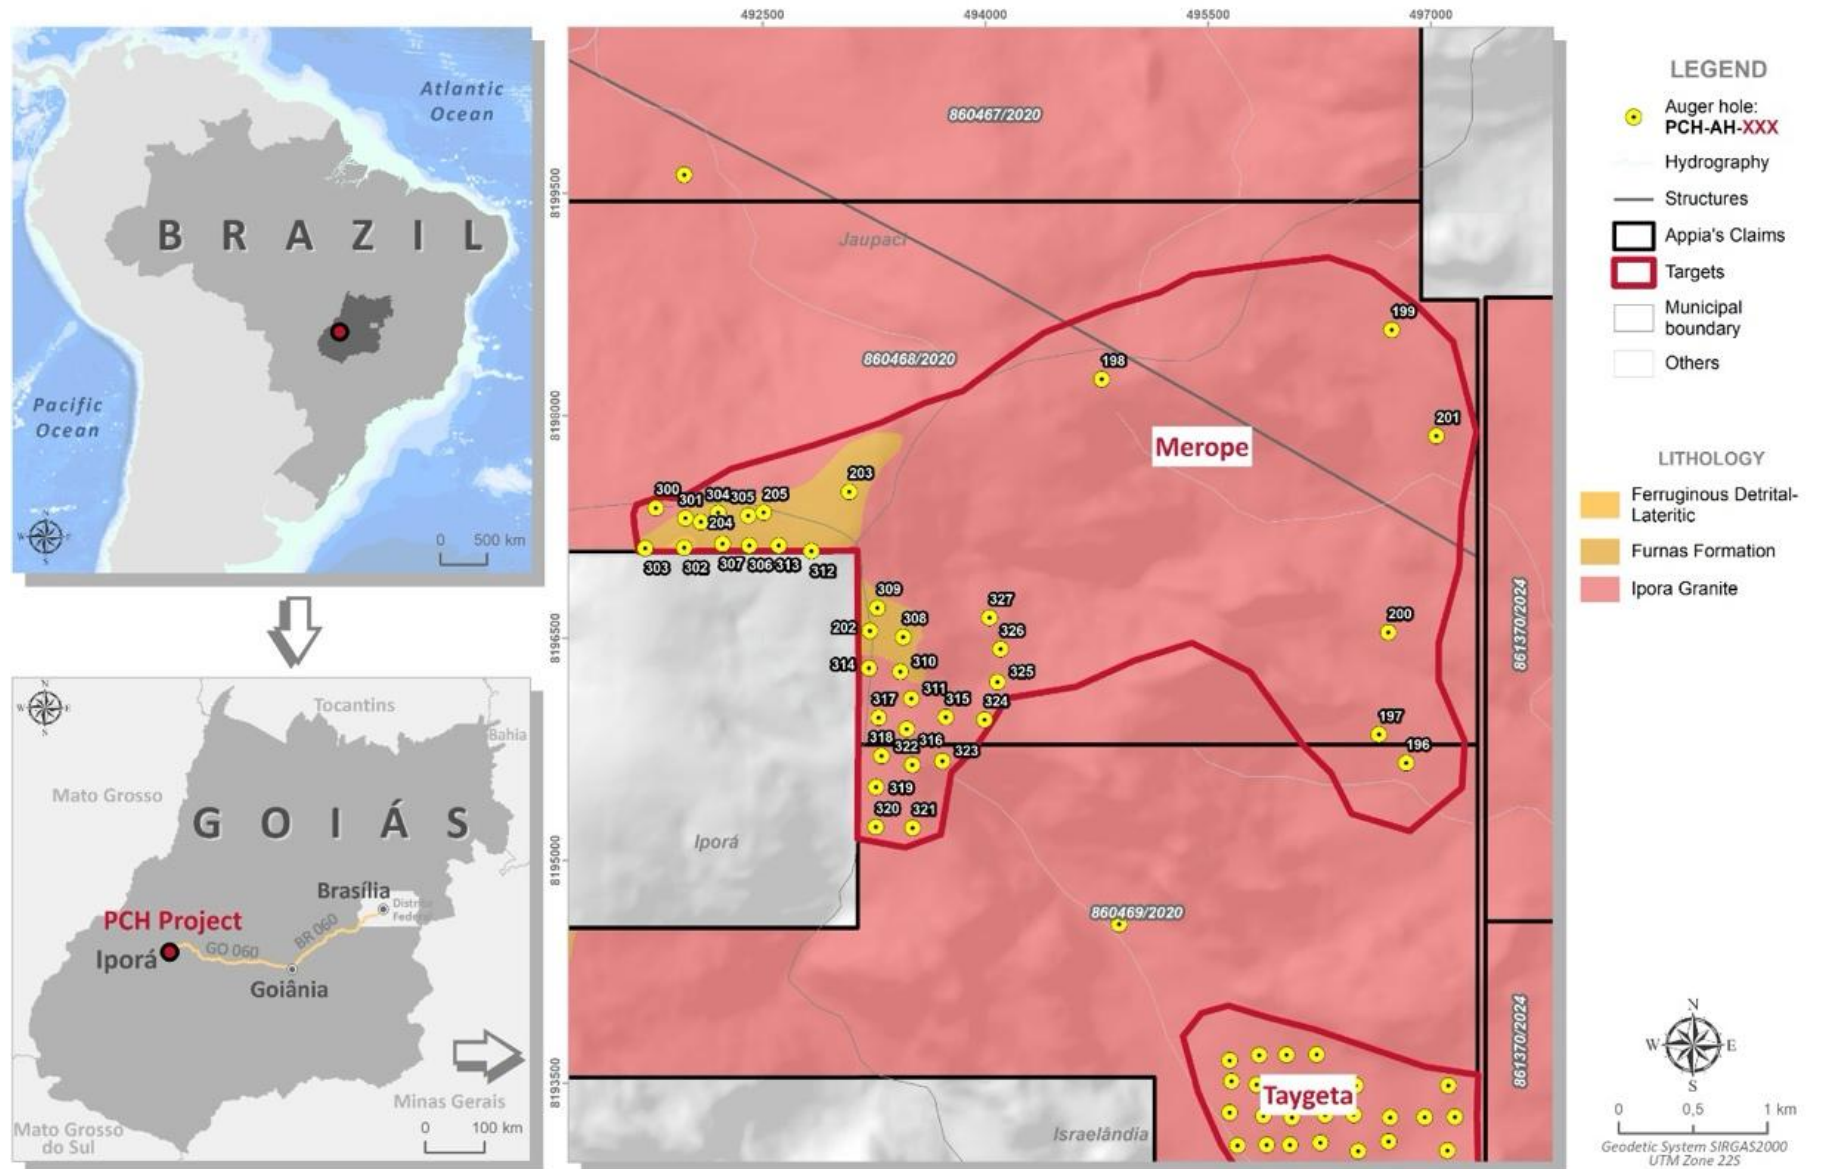 Atlantic
Ocean
BRAZIL
Pacific
Ocean
N
W
E
S
0 500 km
N
W
E
S
Tocantins
Bahia
Mato Grosso
GOIÁS
Brasília
Distrito
Federal
PCH Project
BR 060
GO 060
Iporá
Goiânia
Minas Gerais
Mato Grosso
do Sul
0 100 km
492500 494000 495500 497000
8199500
8198000
8196500
8195000
8193500
860467/2020
Jaupaci
860468/2020
199
198
201
Merope
203
300
301
304
305
205
204
303
302
307
306
313
312
309
308
202
327
326
314
310
325
311
315
324
317
318
322
316
323
319
320
321
200
197
196
861370/2024
Iporá
860469/2020
861370/2024
Taygeta
Israelândia
LEGEND
Auger hole:
PCH-AH-XXX
Hydrography
Structures
Appia's Claims
Targets
Municipal
boundary
Others
LITHOLOGY
Ferruginous Detrital-
Lateritic
Furnas Formation
Ipora Granite
N
W
E
S
0 0,5 1 km
Geodetic System SIRGAS2000
UTM Zone 22S